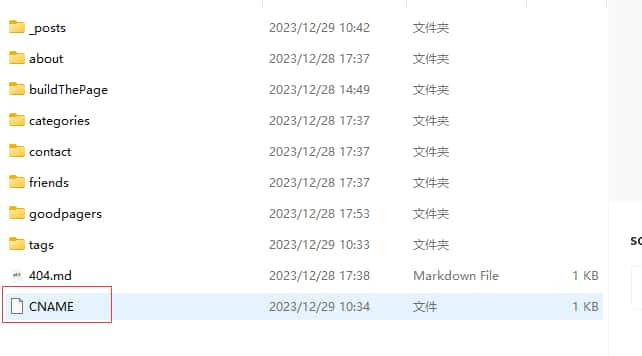 _posts 2023/12/29 10:42 文件夹
about 2023/12/28 17:37 文件夹
buildThePage 2023/12/28 14:49 文件夹
categories 2023/12/28 17:37 文件夹
contact 2023/12/28 17:37 文件夹
friends 2023/12/28 17:37 文件夹
goodpagers 2023/12/28 17:53 文件夹
tags 2023/12/29 10:33 文件夹
404.md 2023/12/28 17:38 Markdown File 1 KB
CNAME 2023/12/29 10:34 文件 1 KB